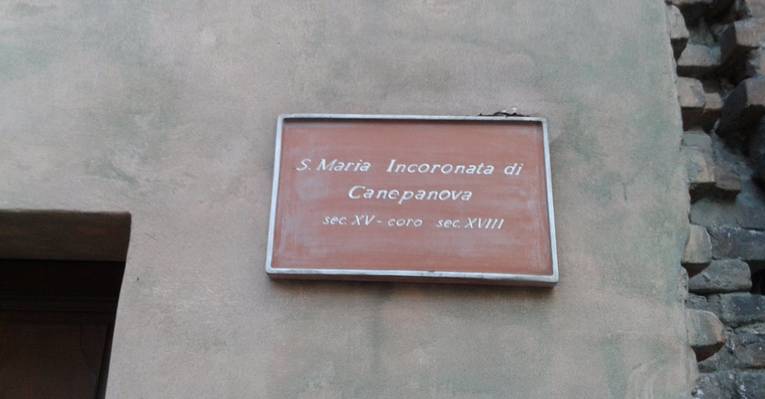 S. Maria Incoronata di
Canepanova
sec. XV - coro sec. XVIII